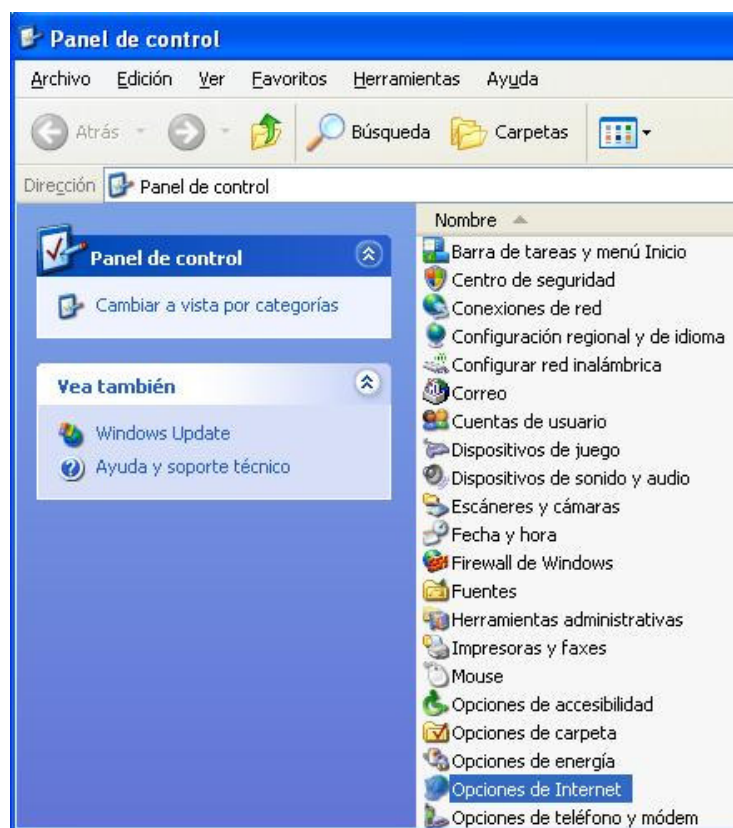 Panel de control
Archivo Edición Ver Favoritos Herramientas Ayuda
Atrás Búsqueda Carpetas
Dirección Panel de control
Panel de control
Cambiar a vista por categorías
Vea también
Windows Update
Ayuda y soporte técnico
Nombre
Barra de tareas y menú Inicio
Centro de seguridad
Conexiones de red
Configuración regional y de idioma
Configurar red inalámbrica
Correo
Cuentas de usuario
Dispositivos de juego
Dispositivos de sonido y audio
Escáneres y cámaras
Fecha y hora
Firewall de Windows
Fuentes
Herramientas administrativas
Impresoras y faxes
Mouse
Opciones de accesibilidad
Opciones de carpeta
Opciones de energía
Opciones de Internet
Opciones de teléfono y módem